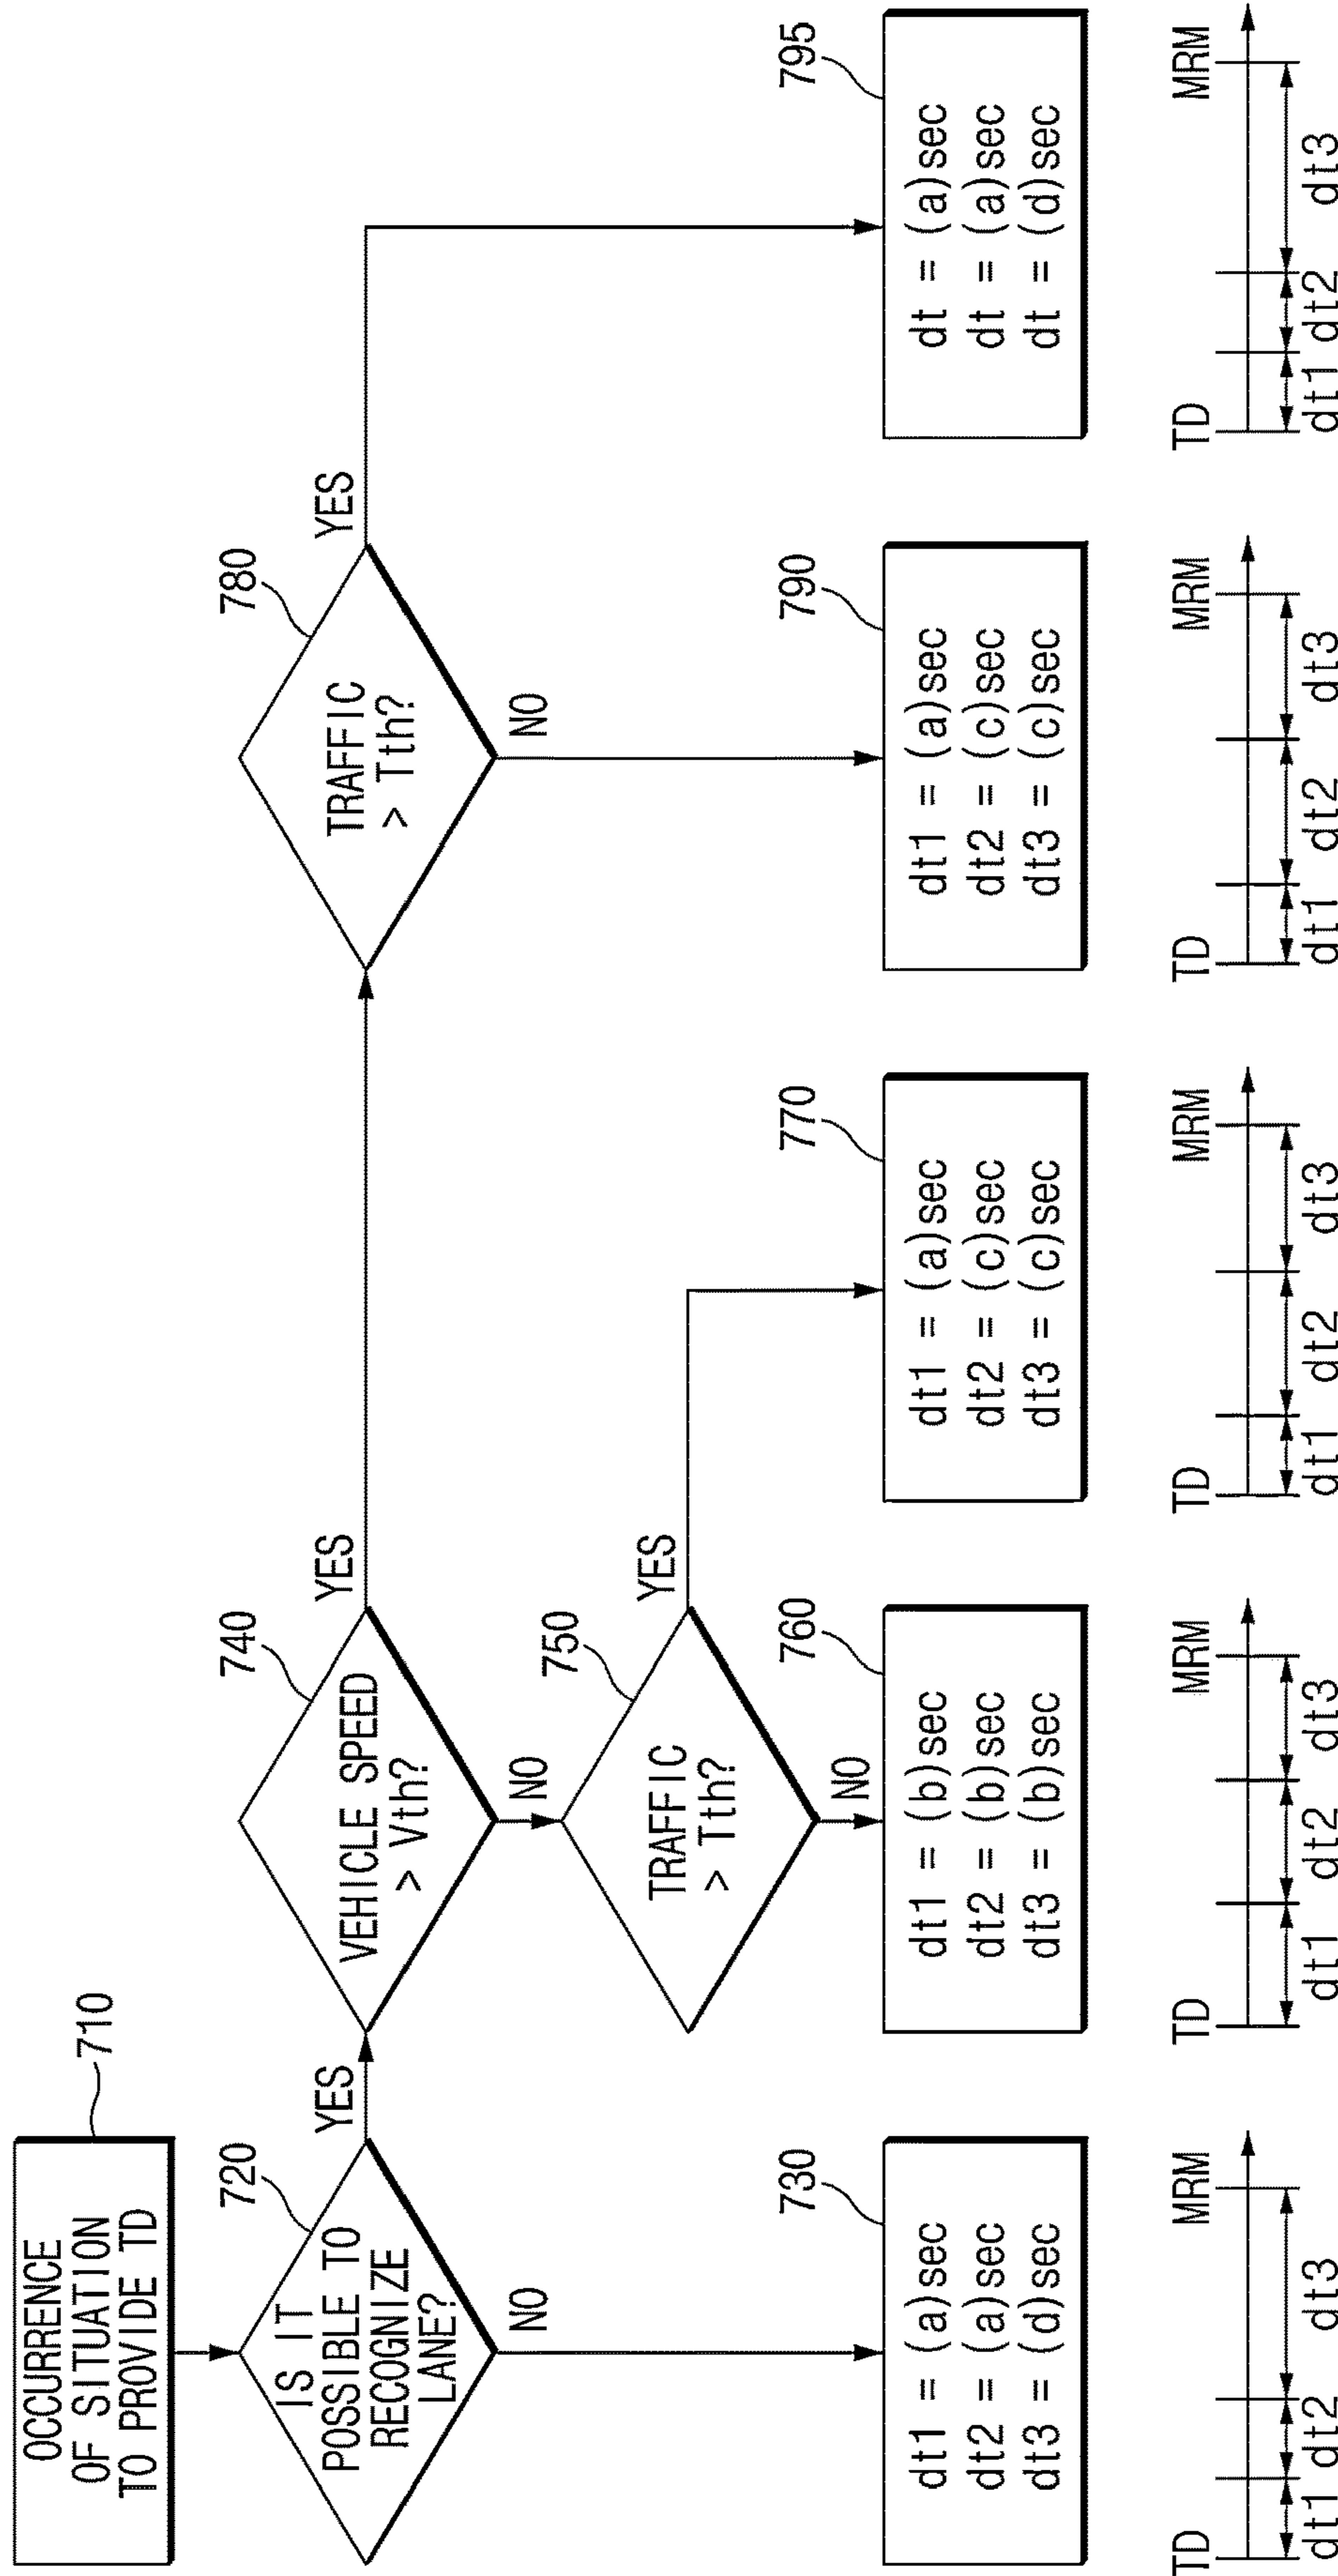 OCCURRENCE
OF SITUATION
TO PROVIDE TD
710
720
IS IT
POSSIBLE TO
RECOGNIZE
LANE?
YES
NO
740
VEHICLE SPEED
> Vth?
YES
NO
780
TRAFFIC
> Tth?
YES
NO
750
TRAFFIC
> Tth?
YES
NO
730
dt1 = (a)sec
dt2 = (a)sec
dt3 = (d)sec
760
dt1 = (b)sec
dt2 = (b)sec
dt3 = (b)sec
770
dt1 = (a)sec
dt2 = (c)sec
dt3 = (c)sec
790
dt1 = (a)sec
dt2 = (c)sec
dt3 = (c)sec
795
dt = (a)sec
dt = (a)sec
dt = (d)sec
TD MRM
dt1 dt2 dt3
TD MRM
dt1 dt2 dt3
TD MRM
dt1 dt2 dt3
TD MRM
dt1 dt2 dt3
TD MRM
dt1 dt2 dt3